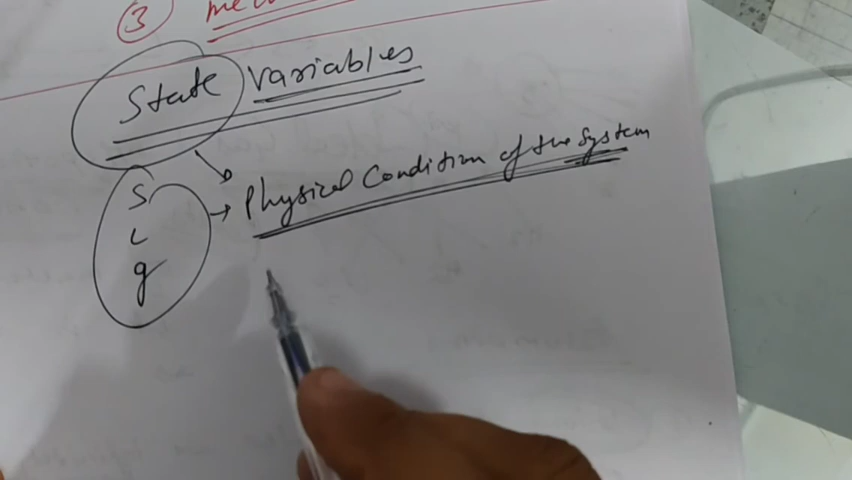 3
State variables
S
Physical Condition of the System
L
g